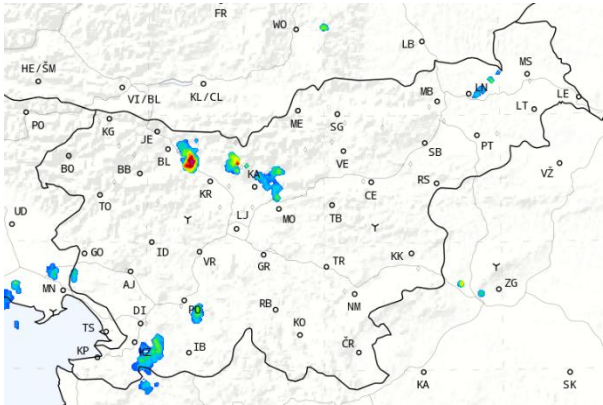 FR
WO
LB
HE/ŠM
VI/BL
KL/CL
MS
MB
LN
LE
PO
KG
JE
ME
SG
LT
BO
BB
BL
KA
VE
SB
PT
VŽ
TO
KR
CE
RS
UD
LJ
MO
TB
GO
ID
VR
GR
TR
KK
MN
AJ
ZG
TS
DI
PO
RB
NM
KP
KZ
IB
KO
ČR
KA
SK